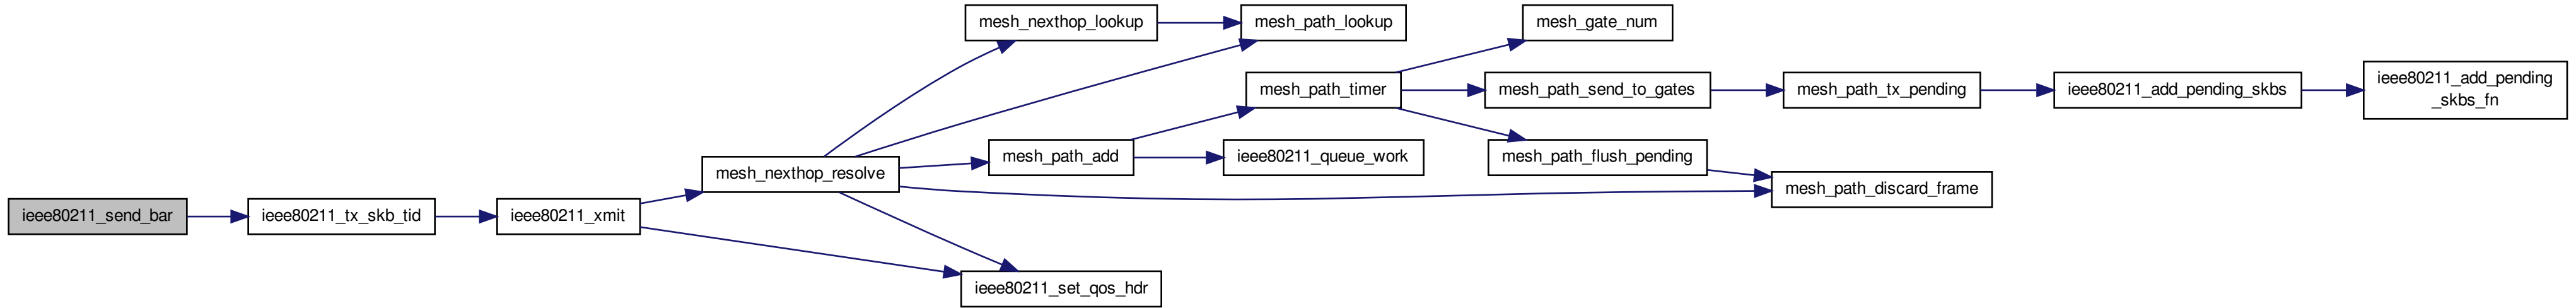 ieee80211_send_bar
ieee80211_tx_skb_tid
ieee80211_xmit
mesh_nexthop_resolve
mesh_nexthop_lookup
mesh_path_lookup
mesh_path_add
mesh_path_timer
ieee80211_queue_work
mesh_gate_num
mesh_path_send_to_gates
mesh_path_flush_pending
mesh_path_tx_pending
mesh_path_discard_frame
ieee80211_add_pending_skbs
ieee80211_add_pending
_skbs_fn
ieee80211_set_qos_hdr